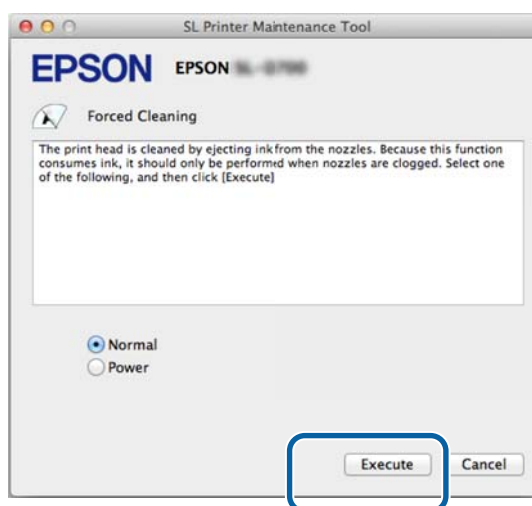 SL Printer Maintenance Tool
EPSON EPSON
Forced Cleaning
The print head is cleaned by ejecting ink from the nozzles. Because this function
consumes ink, it should only be performed when nozzles are clogged. Select one
of the following, and then click [Execute]
Normal
Power
Execute Cancel